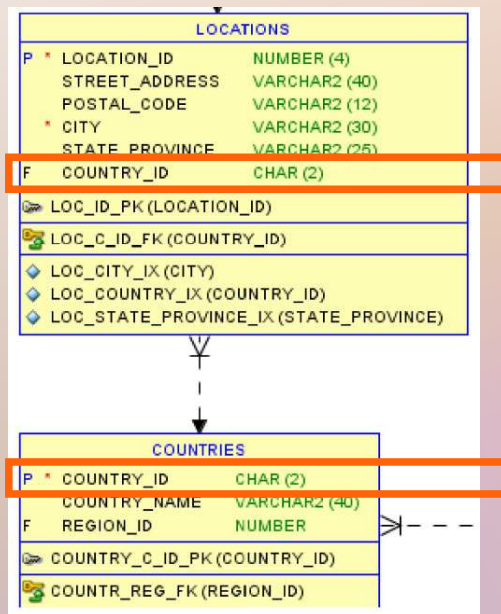 LOCATIONS
P * LOCATION_ID NUMBER (4)
STREET_ADDRESS VARCHAR2 (40)
POSTAL_CODE VARCHAR2 (12)
* CITY VARCHAR2 (30)
STATE_PROVINCE VARCHAR2 (25)
F COUNTRY_ID CHAR (2)
LOC_ID_PK (LOCATION_ID)
LOC_C_ID_FK (COUNTRY_ID)
LOC_CITY_IX (CITY)
LOC_COUNTRY_IX (COUNTRY_ID)
LOC_STATE_PROVINCE_IX (STATE_PROVINCE)
COUNTRIES
P * COUNTRY_ID CHAR (2)
COUNTRY_NAME VARCHAR2 (40)
F REGION_ID NUMBER
COUNTRY_C_ID_PK (COUNTRY_ID)
COUNTR_REG_FK (REGION_ID)